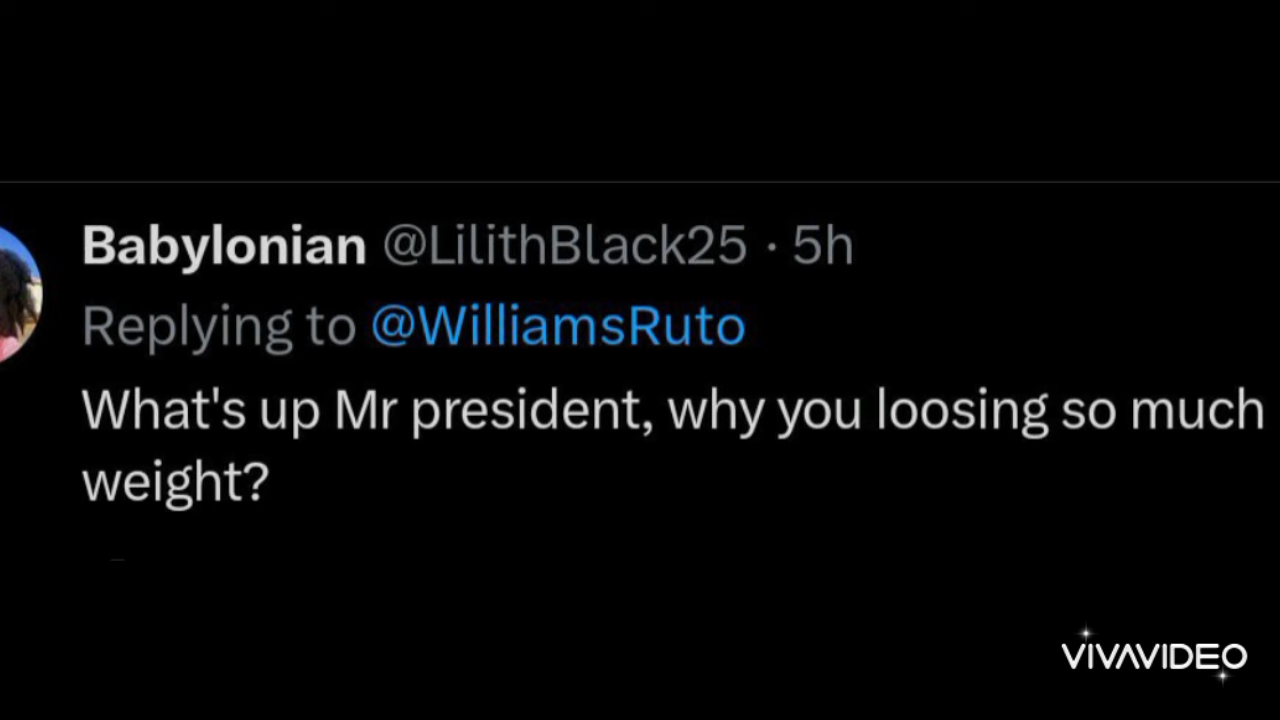 Babylonian @LilithBlack25 · 5h
Replying to @WilliamsRuto
What's up Mr president, why you loosing so much
weight?
VIVAVIDEO